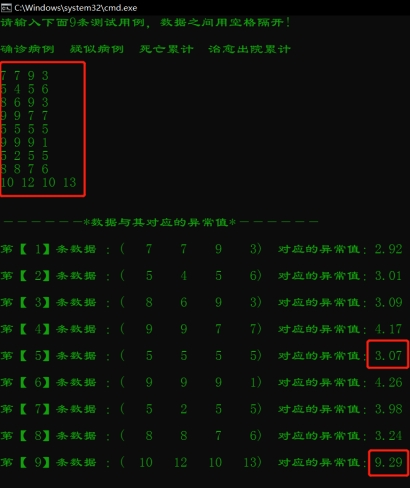 C:\Windows\system32\cmd.exe
请输入下面9条测试用例，数据之间用空格隔开!
确诊病例 疑似病例 死亡累计 治愈出院累计
7 7 9 3
5 4 5 6
8 6 9 3
9 9 7 7
5 5 5 5
9 9 9 1
5 2 5 5
8 8 7 6
10 12 10 13
------*数据与其对应的异常值*------
第【 1】条数据 :( 7 7 9 3) 对应的异常值: 2.92
第【 2】条数据 :( 5 4 5 6) 对应的异常值: 3.01
第【 3】条数据 :( 8 6 9 3) 对应的异常值: 3.09
第【 4】条数据 :( 9 9 7 7) 对应的异常值: 4.17
第【 5】条数据 :( 5 5 5 5) 对应的异常值: 3.07
第【 6】条数据 :( 9 9 9 1) 对应的异常值: 4.26
第【 7】条数据 :( 5 2 5 5) 对应的异常值: 3.98
第【 8】条数据 :( 8 8 7 6) 对应的异常值: 3.24
第【 9】条数据 :( 10 12 10 13) 对应的异常值: 9.29